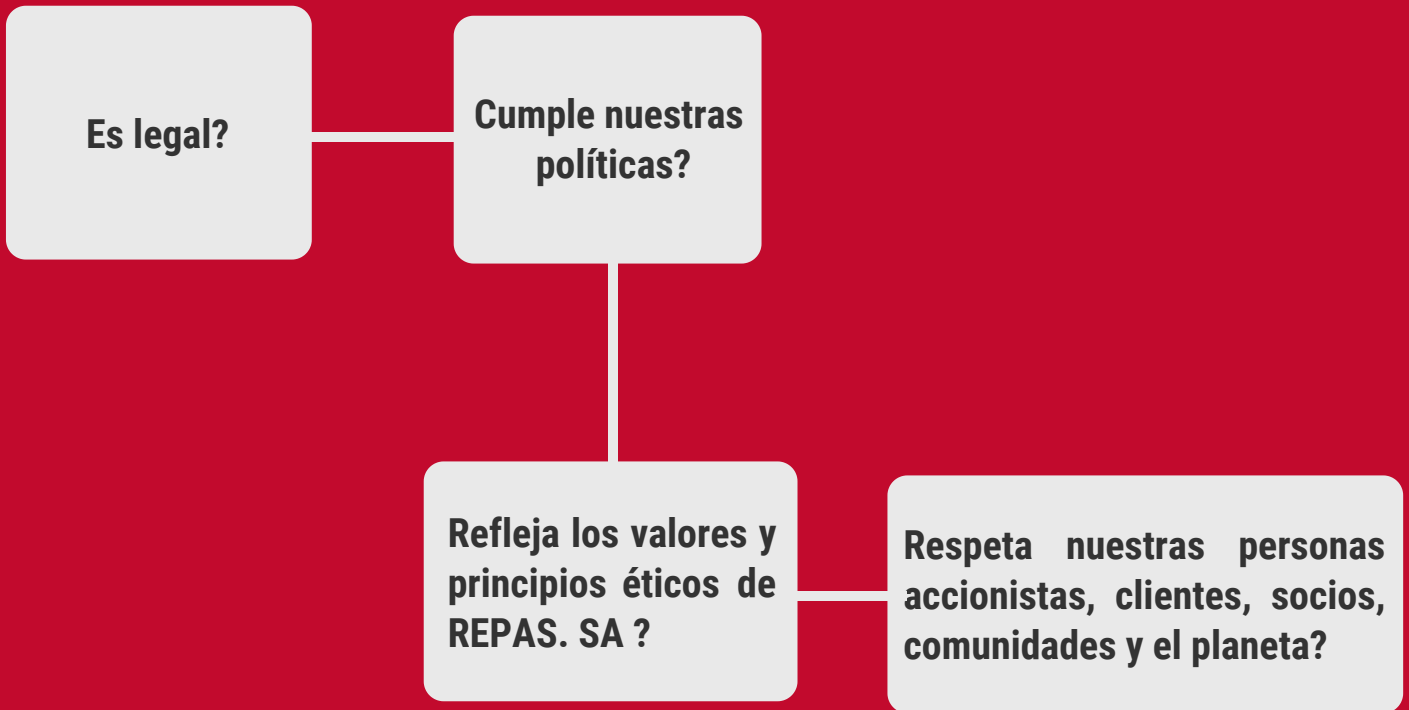 Es legal?
Cumple nuestras
políticas?
Refleja los valores y
principios éticos de
REPAS. SA ?
Respeta nuestras personas
accionistas, clientes, socios,
comunidades y el planeta?